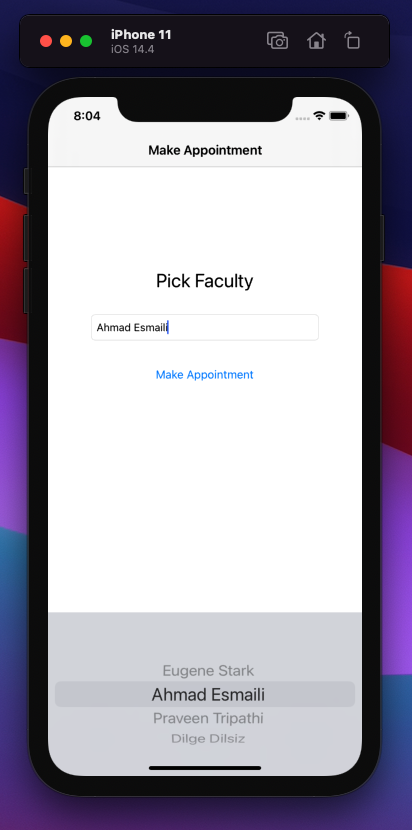 iPhone 11
iOS 14.4
8:04
Make Appointment
Pick Faculty
Ahmad Esmaili
Make Appointment
Eugene Stark
Ahmad Esmaili
Praveen Tripathi
Dilge Dilsiz